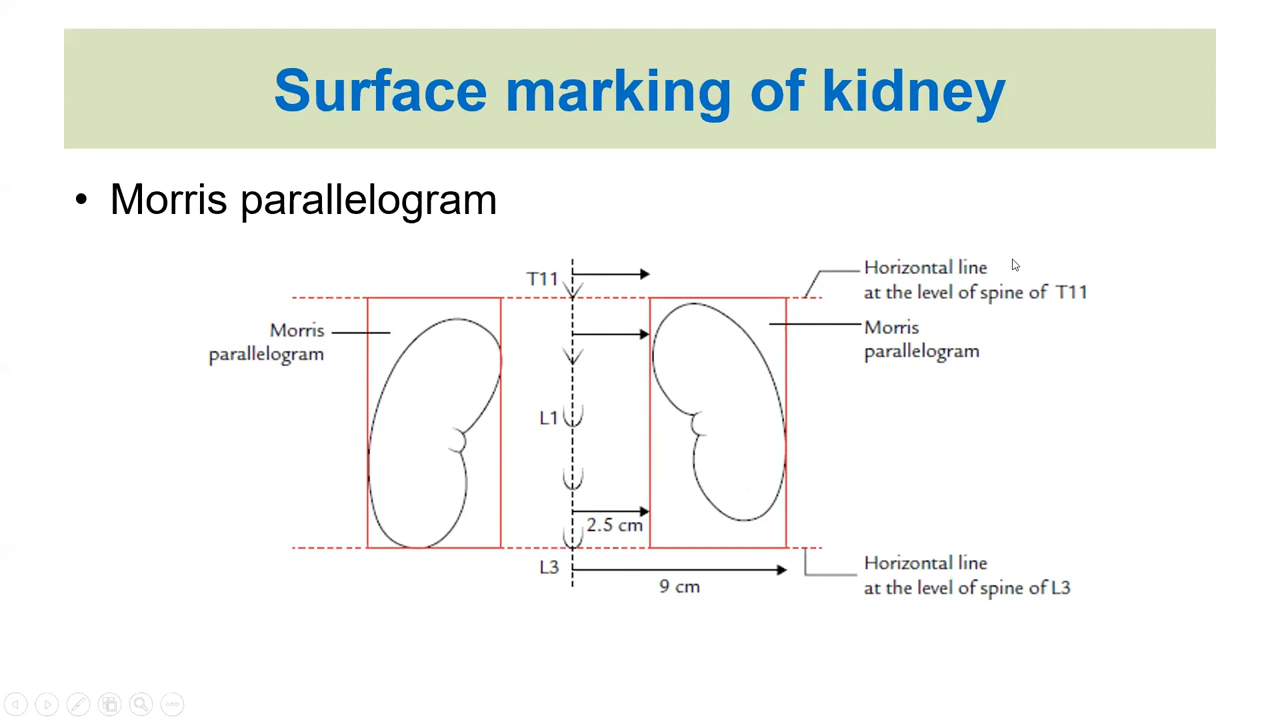 Surface marking of kidney
• Morris parallelogram
T11
Horizontal line
at the level of spine of T11
Morris
parallelogram
Morris
parallelogram
L1
2.5 cm
L3
9 cm
Horizontal line
at the level of spine of L3